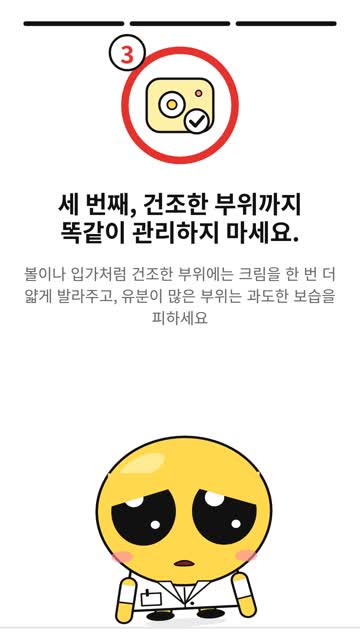 3
세 번째, 건조한 부위까지
똑같이 관리하지 마세요.
볼이나 입가처럼 건조한 부위에는 크림을 한 번 더
얇게 발라주고, 유분이 많은 부위는 과도한 보습을
피하세요